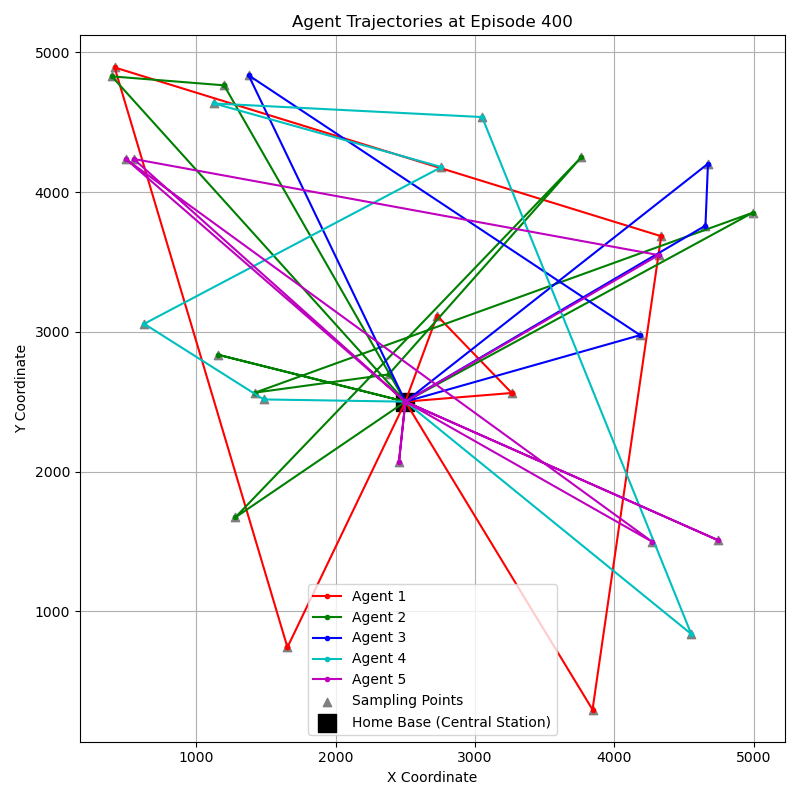 Agent Trajectories at Episode 400
5000
4000
3000
2000
1000
Y Coordinate
1000 2000 3000 4000 5000
X Coordinate
Agent 1
Agent 2
Agent 3
Agent 4
Agent 5
Sampling Points
Home Base (Central Station)